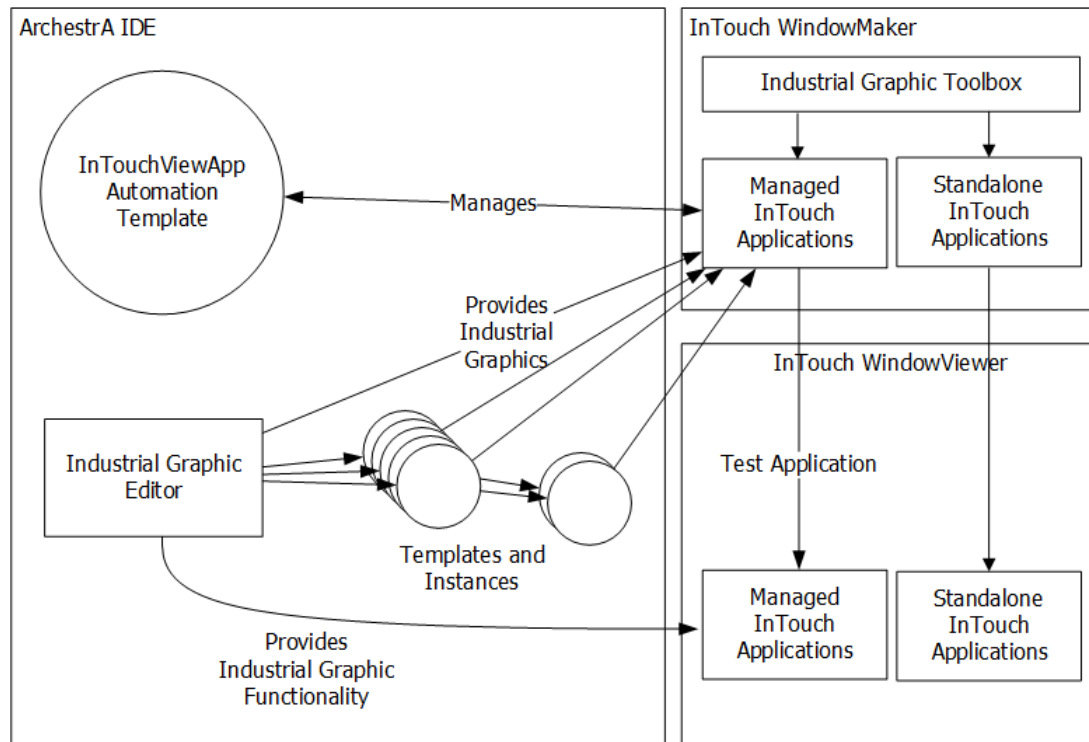 ArchestrA IDE
InTouch WindowMaker
Industrial Graphic Toolbox
InTouchViewApp
Automation
Template
Manages
Managed
InTouch
Applications
Standalone
InTouch
Applications
Provides
Industrial
Graphics
InTouch WindowViewer
Industrial Graphic
Editor
Test Application
Templates and
Instances
Managed
InTouch
Applications
Standalone
InTouch
Applications
Provides
Industrial Graphic
Functionality